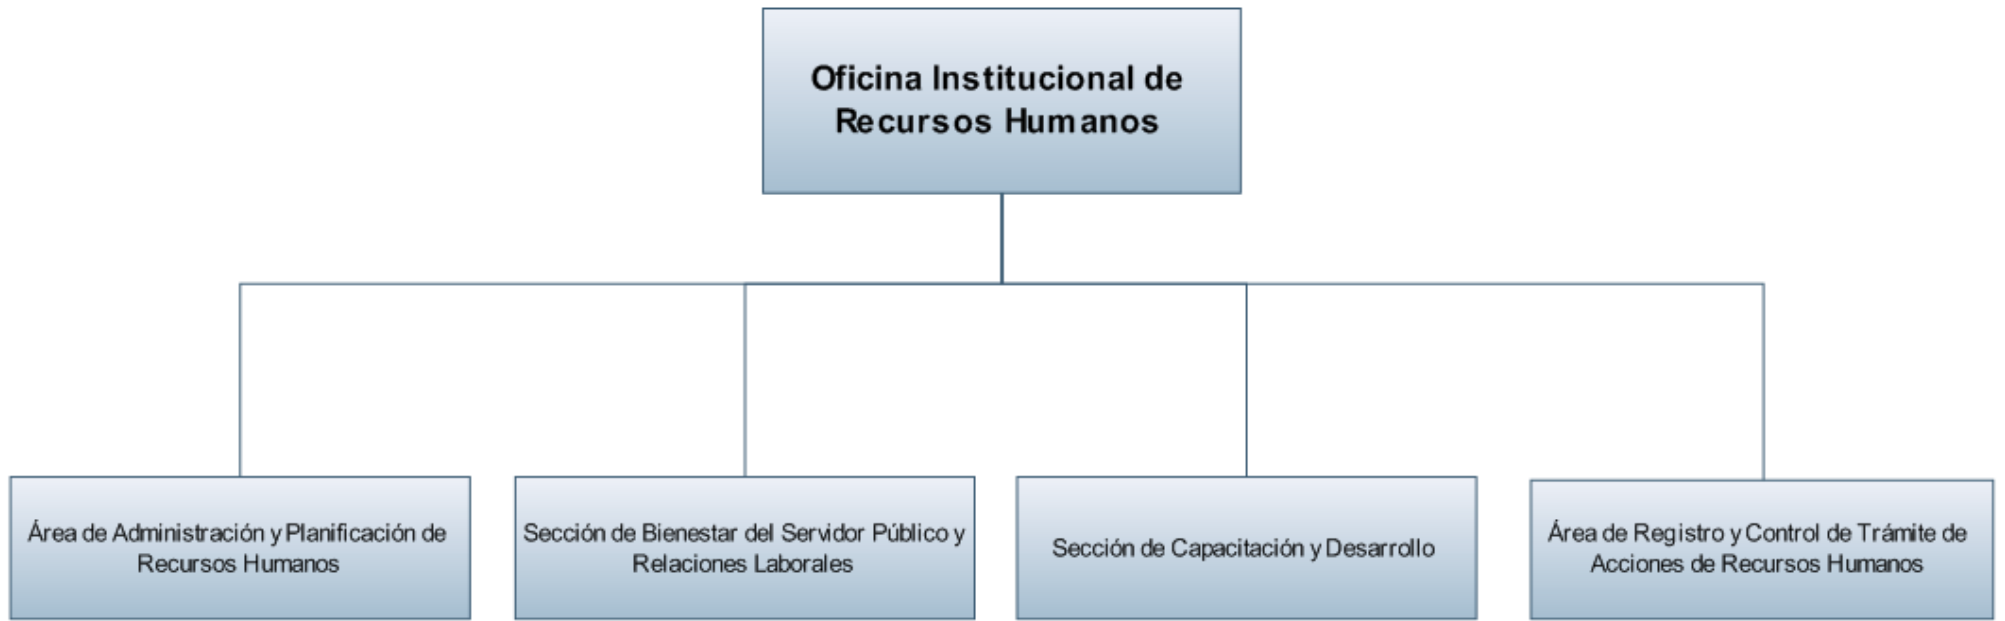 Oficina Institucional de
Recursos Humanos
Área de Administración y Planificación de
Recursos Humanos
Sección de Bienestar del Servidor Público y
Relaciones Laborales
Sección de Capacitación y Desarrollo
Área de Registro y Control de Trámite de
Acciones de Recursos Humanos